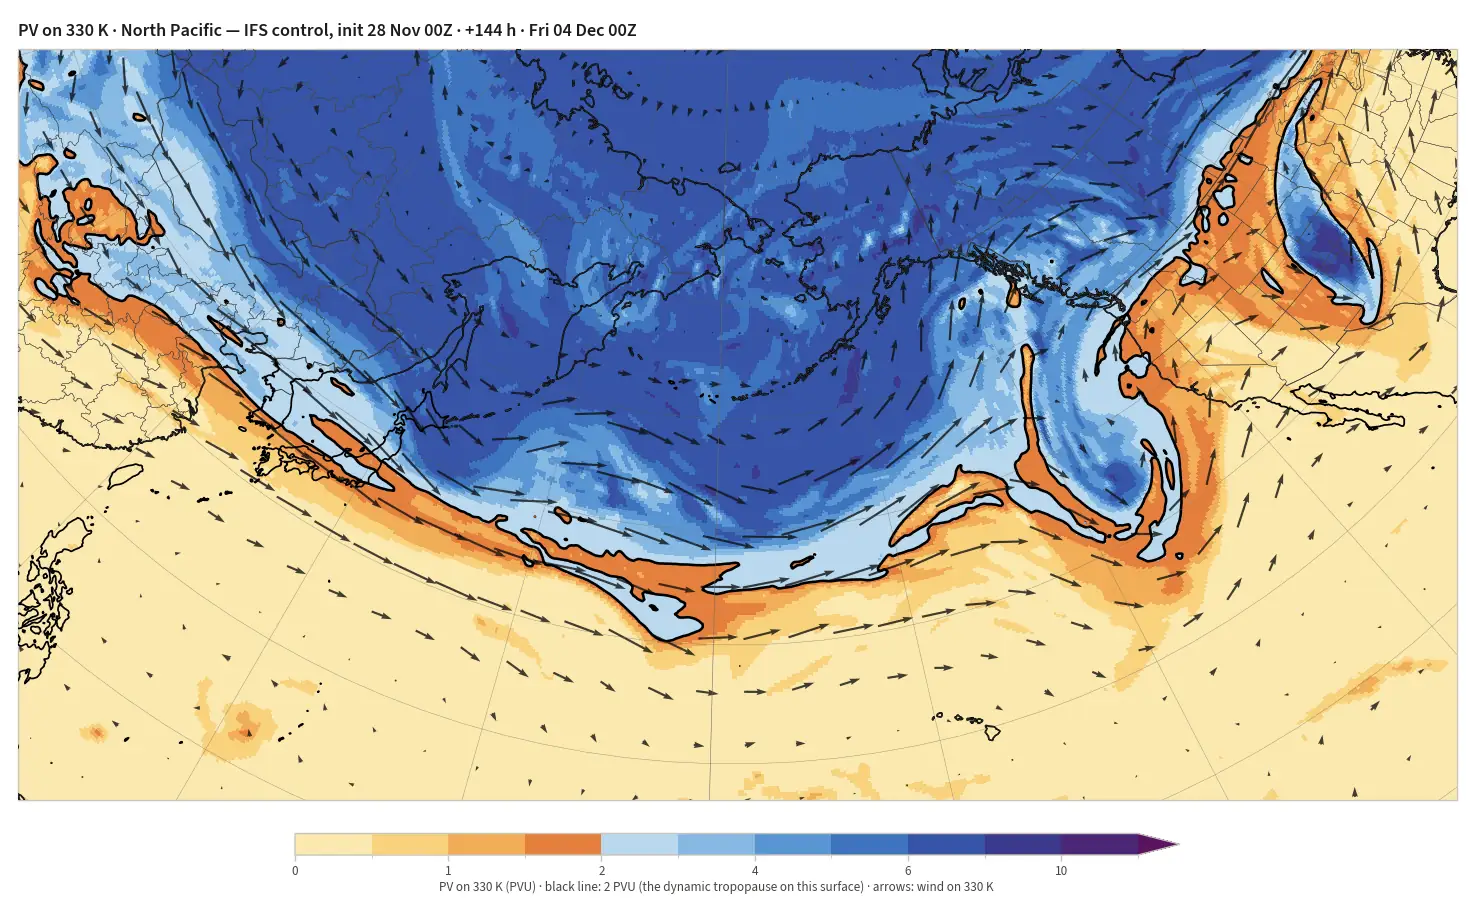 PV on 330 K · North Pacific — IFS control, init 28 Nov 00Z · +144 h · Fri 04 Dec 00Z
0 1 2 4 6 10
PV on 330 K (PVU) · black line: 2 PVU (the dynamic tropopause on this surface) · arrows: wind on 330 K